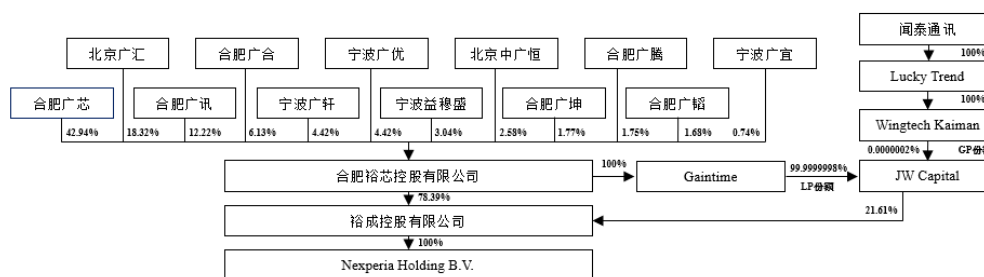 闻泰通讯
北京广汇
合肥广合
宁波广优
北京中广恒
合肥广腾
宁波广宜
100%
Lucky Trend
合肥广芯
合肥广讯
宁波广轩
宁波益穆盛
合肥广坤
合肥广韬
100%
Wingtech Kaiman
42.94%
18.32%
12.22%
6.13%
4.42%
4.42%
3.04%
2.58%
1.77%
1.75%
1.68%
0.74%
0.0000002%
GP份
合肥裕芯控股有限公司
100%
Gaintime
99.9999998%
LP份额
JW Capital
78.39%
21.61%
裕成控股有限公司
100%
Nexperia Holding B.V.